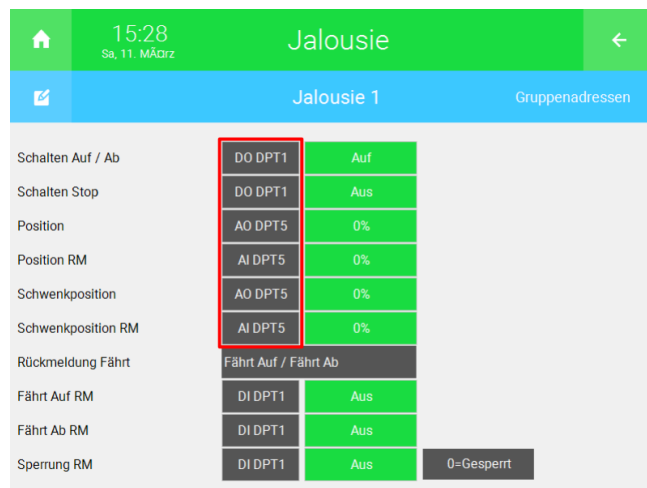 15:28 Jalousie
Sa, 11. MÃ¤rz
Jalousie 1 Gruppenadressen
Schalten Auf / Ab DO DPT1 Auf
Schalten Stop DO DPT1 Aus
Position AO DPT5 0%
Position RM AI DPT5 0%
Schwenkposition AO DPT5 0%
Schwenkposition RM AI DPT5 0%
Rückmeldung Fährt Fährt Auf / Fährt Ab
Fährt Auf RM DI DPT1 Aus
Fährt Ab RM DI DPT1 Aus
Sperrung RM DI DPT1 Aus 0=Gesperrt